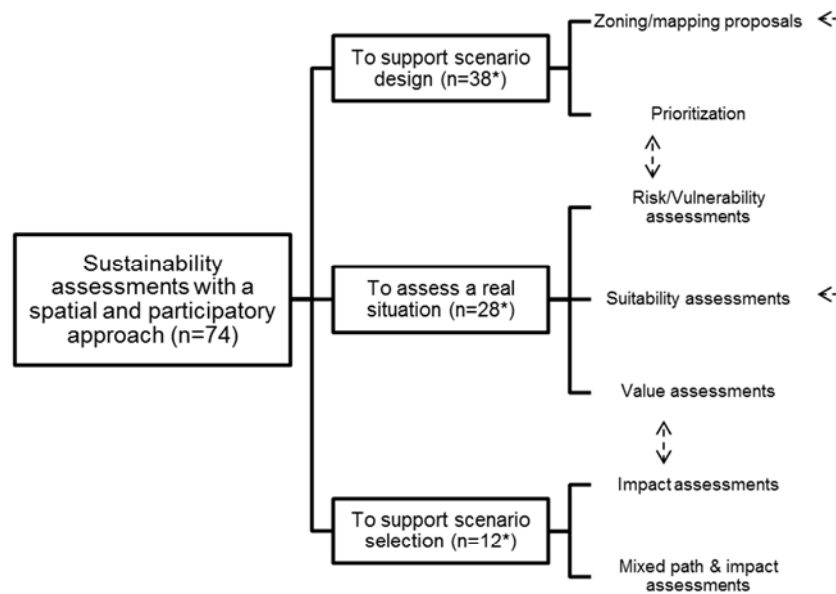 Zoning/mapping proposals
To support scenario
design (n=38*)
Prioritization
Risk/Vulnerability
assessments
Sustainability
assessments with a
spatial and participatory
approach (n=74)
To assess a real
situation (n=28*)
Suitability assessments
Value assessments
Impact assessments
To support scenario
selection (n=12*)
Mixed path & impact
assessments